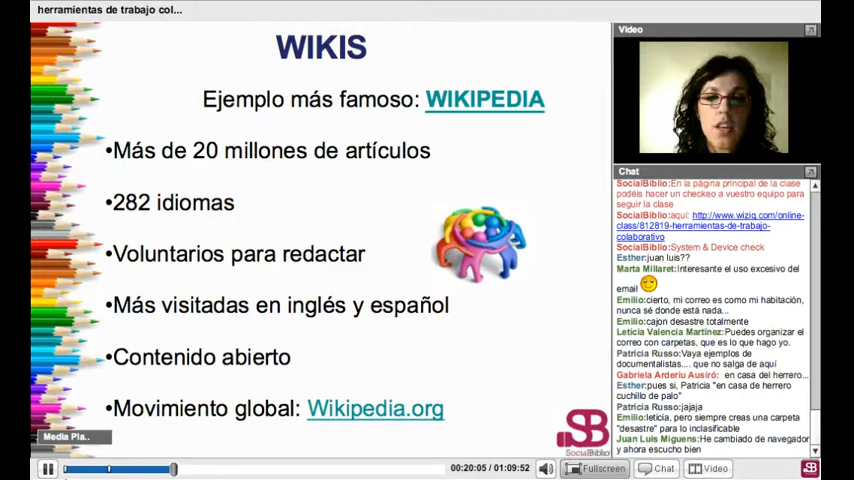 herramientas de trabajo col...
WIKIS
Ejemplo más famoso: WIKIPEDIA
•Más de 20 millones de artículos
•282 idiomas
•Voluntarios para redactar
•Más visitadas en inglés y español
•Contenido abierto
•Movimiento global: Wikipedia.org
SB
SocialBiblio
Media Pla..
Video
Chat
SocialBiblio:En la página principal de la clase
podéis hacer un checkeo a vuestro equipo para
seguir la clase
SocialBiblio:aquí: http://www.wiziq.com/online-
class/812819-herramientas-de-trabajo-
colaborativo
SocialBiblio:System & Device check
Esther:juan luis??
Marta Millaret:Interesante el uso excesivo del
email
Emilio:cierto, mi correo es como mi habitación,
nunca sé donde está nada...
Emilio:cajon desastre totalmente
Leticia Valencia Martínez:Puedes organizar el
correo con carpetas, que es lo que hago yo.
Patricia Russo:Vaya ejemplos de
documentalistas.... que no salga de aquí
Gabriela Arderiu Ausiró: en casa del herrero...
Esther:pues si, Patricia "en casa de herrero
cuchillo de palo"
Patricia Russo:jajaja
Emilio:leticia, pero siempre creas una carpeta
"desastre" para lo inclasificable
Juan Luis Miguens:He cambiado de navegador
y ahora escucho bien
00:20:05 / 01:09:52
Fullscreen
Chat
Video
SB